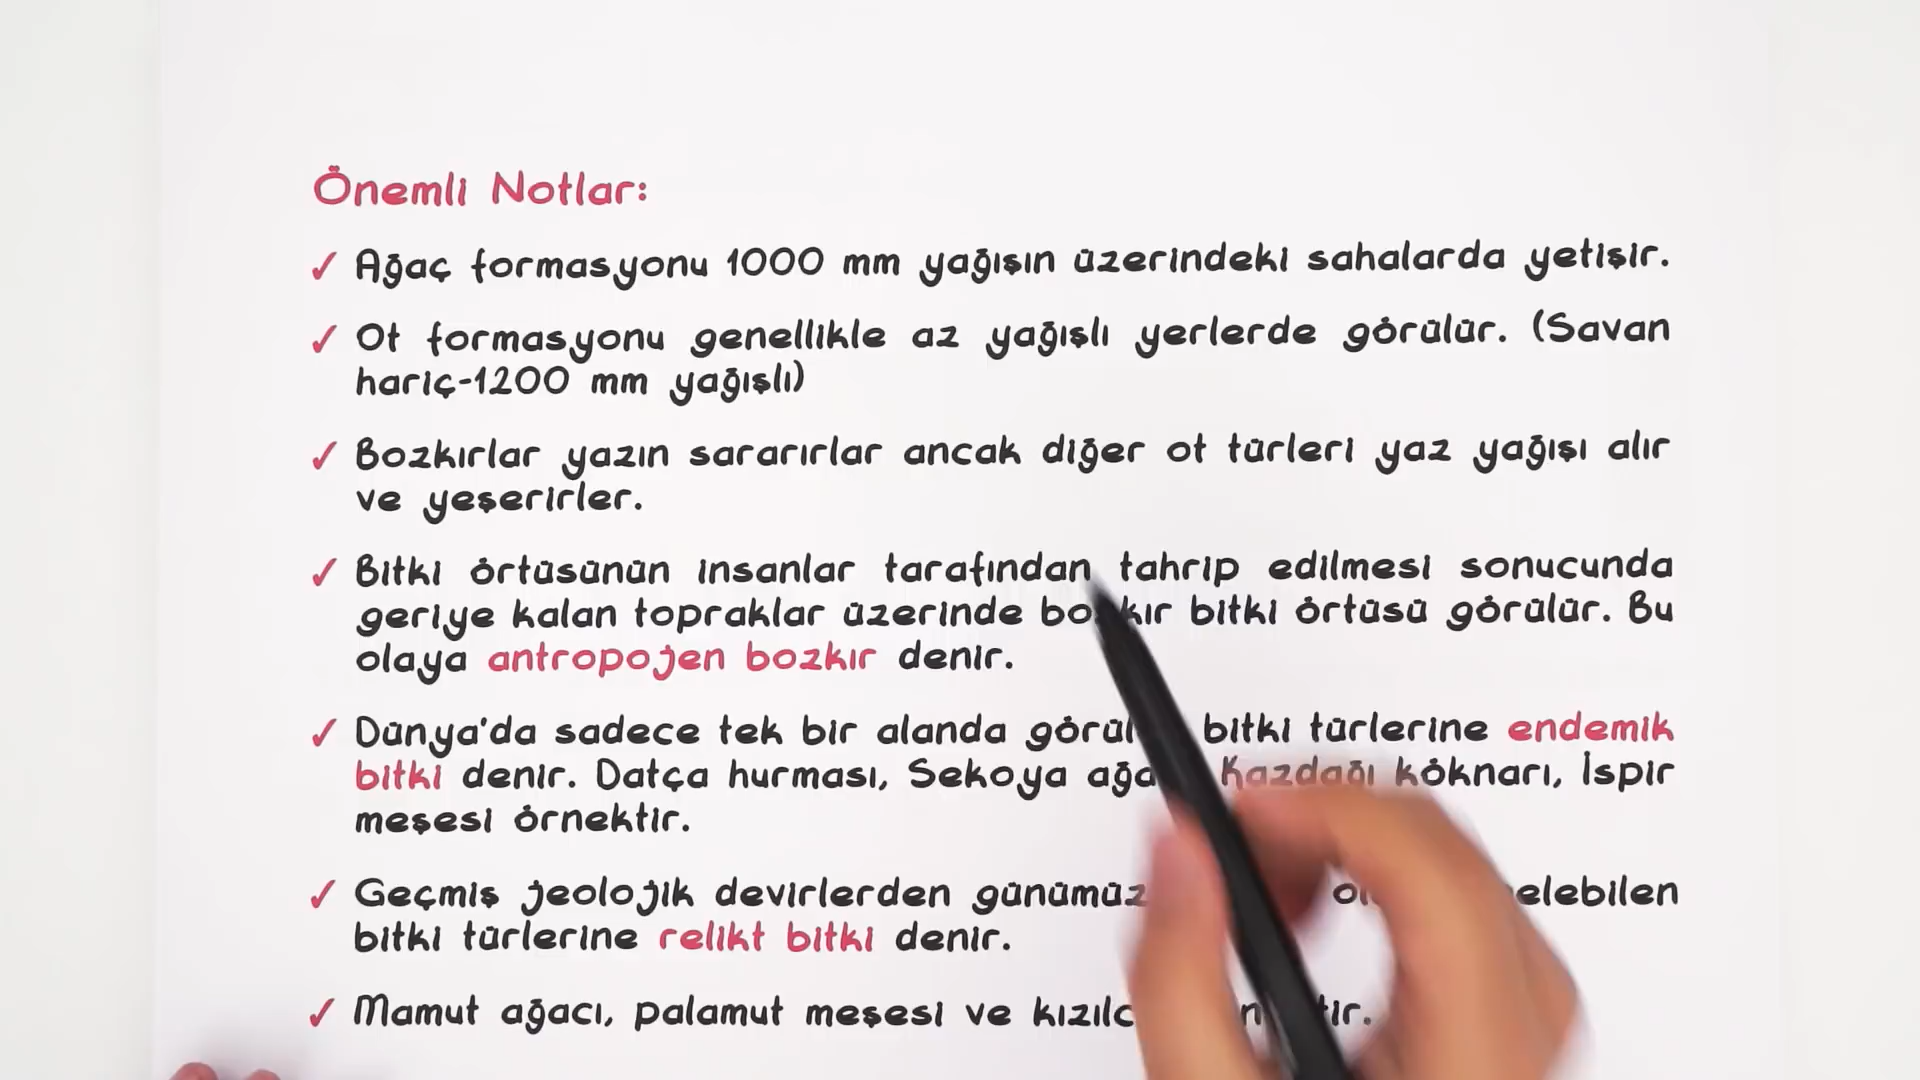 Önemli Notlar:
✓ Ağaç formasyonu 1000 mm yağışın üzerindeki sahalarda yetişir.
✓ Ot formasyonu genellikle az yağışlı yerlerde görülür. (Savan
hariç-1200 mm yağışlı)
✓ Bozkırlar yazın sararırlar ancak diğer ot türleri yaz yağışı alır
ve yeşerirler.
✓ Bitki örtüsünün insanlar tarafından tahrip edilmesi sonucunda
geriye kalan topraklar üzerinde bozkır bitki örtüsü görülür. Bu
olaya antropojen bozkır denir.
✓ Dünya'da sadece tek bir alanda bitki türlerine endemik
bitki denir. Datça hurması, Sekoya Kazdağı köknarı, İspir
meşesi örnektir.
✓ Geçmiş jeolojik devirlerden
bitki türlerine relikt bitki denir.
✓ Mamut ağacı, palamut meşesi ve